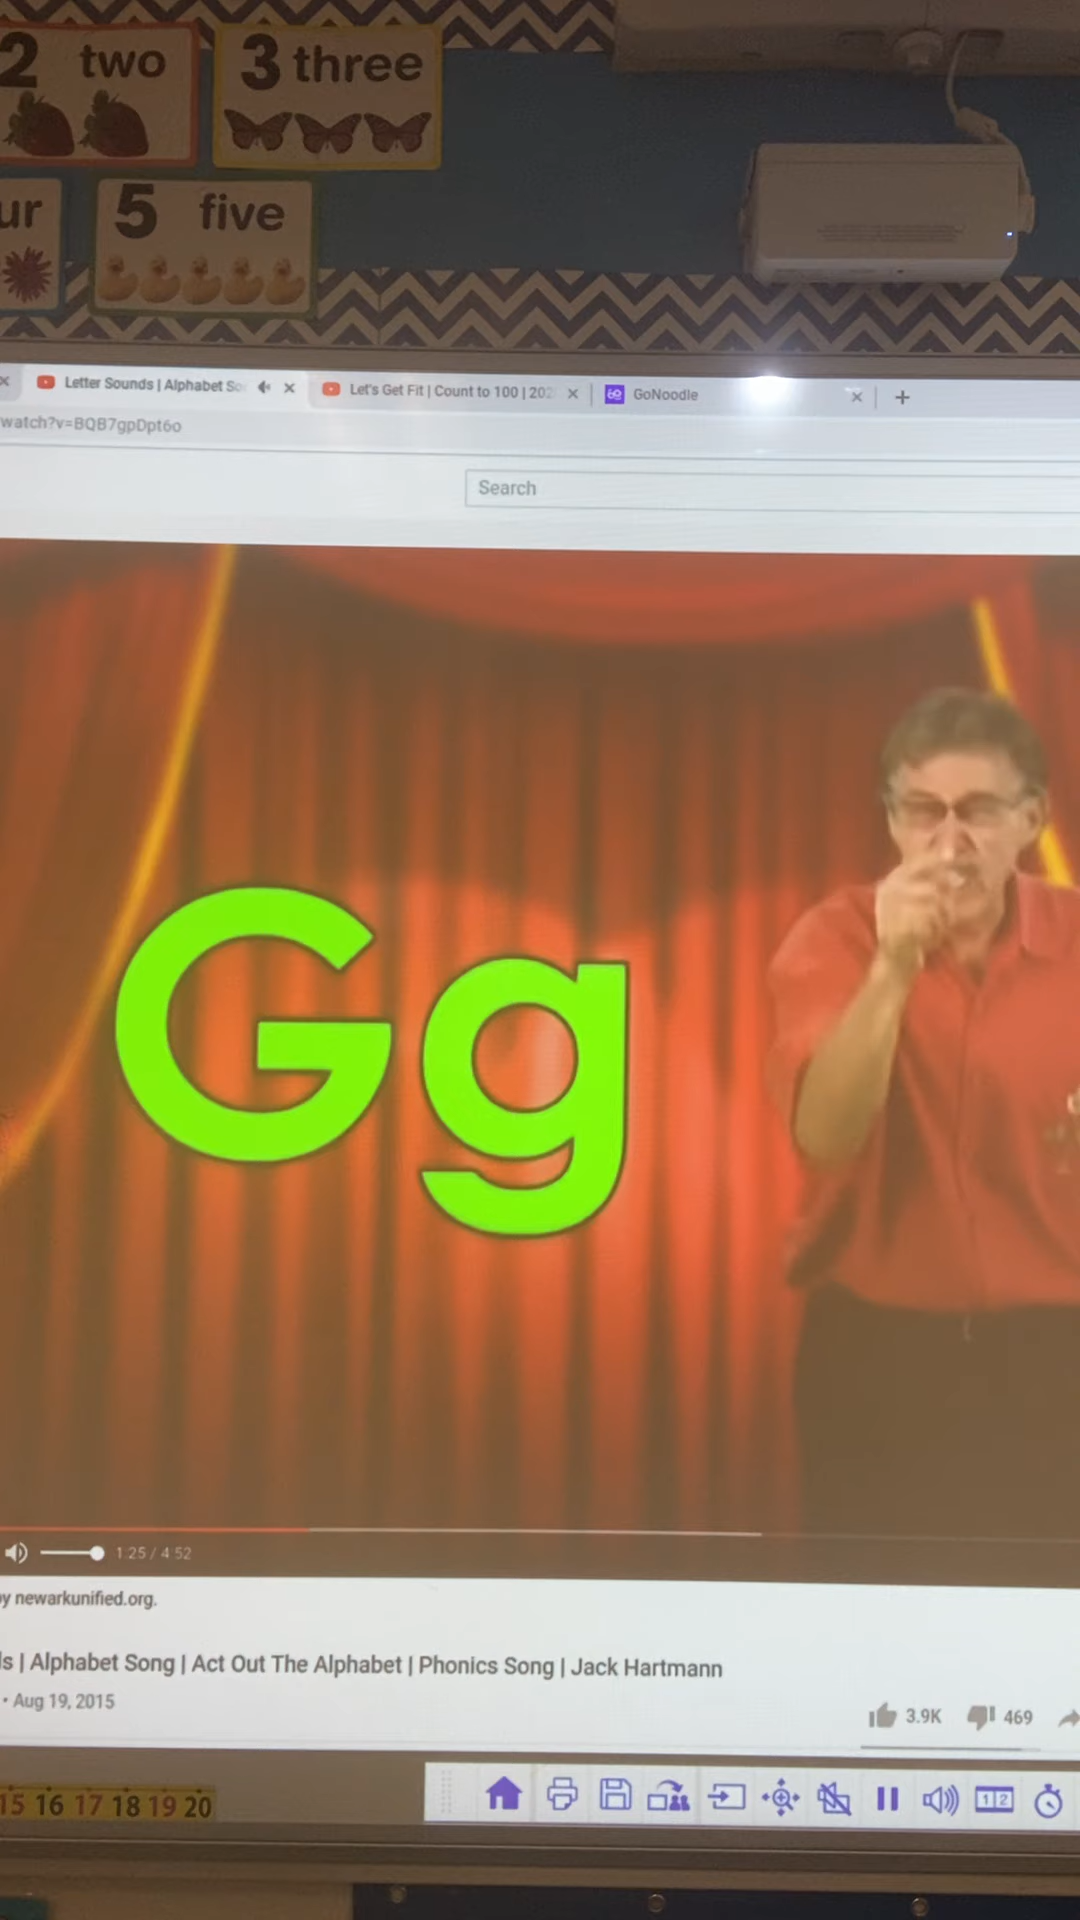 2 two
3 three
ur
5 five
Letter Sounds | Alphabet So
Let's Get Fit | Count to 100 | 202
GoNoodle
watch?v=BQB7gpDpt6o
Search
Gg
1:25 / 4:52
y newarkunified.org.
ls | Alphabet Song | Act Out The Alphabet | Phonics Song | Jack Hartmann
• Aug 19, 2015
3.9K
469
15 16 17 18 19 20
1 2